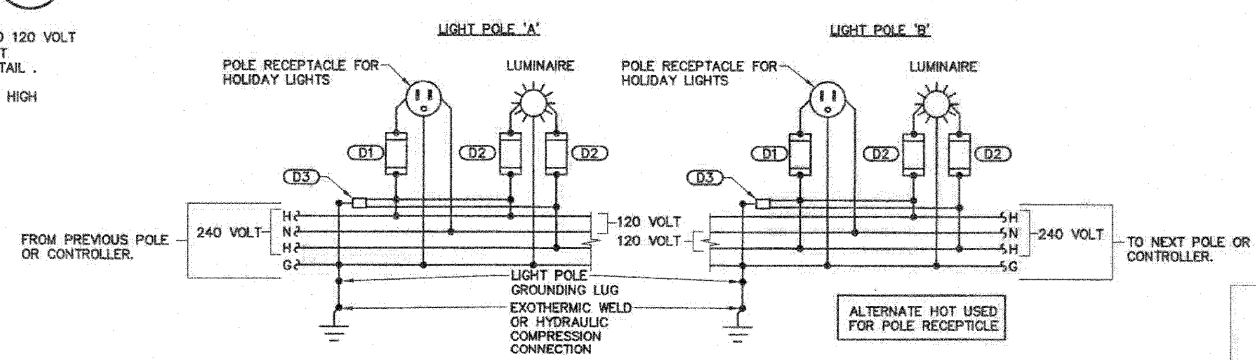 120 VOLT
TAIL .
HIGH
LIGHT POLE 'A'
POLE RECEPTACLE FOR
HOLIDAY LIGHTS
LUMINAIRE
D1
D2
D2
D3
H
N
H
G
240 VOLT
FROM PREVIOUS POLE
OR CONTROLLER.
120 VOLT
120 VOLT
LIGHT POLE
GROUNDING LUG
EXOTHERMIC WELD
OR HYDRAULIC
COMPRESSION
CONNECTION
LIGHT POLE 'B'
POLE RECEPTACLE FOR
HOLIDAY LIGHTS
LUMINAIRE
D1
D2
D2
D3
H
N
H
G
240 VOLT
TO NEXT POLE OR
CONTROLLER.
ALTERNATE HOT USED
FOR POLE RECEPTICLE